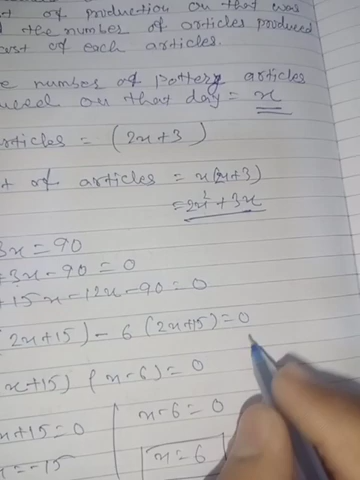 of production on that was
the number of articles produced
cost of each articles.
number of pottery articles
on that day = x
articles = (2x+3)
of articles = x(2x+3)
= 2x² + 3x
3x = 90
+3x - 90 = 0
+ 15x - 12x - 90 = 0
(2x+15) - 6 (2x+15) = 0
x+15) (x-6) = 0
x+15 = 0
x-6 = 0
x = -15
x = 6